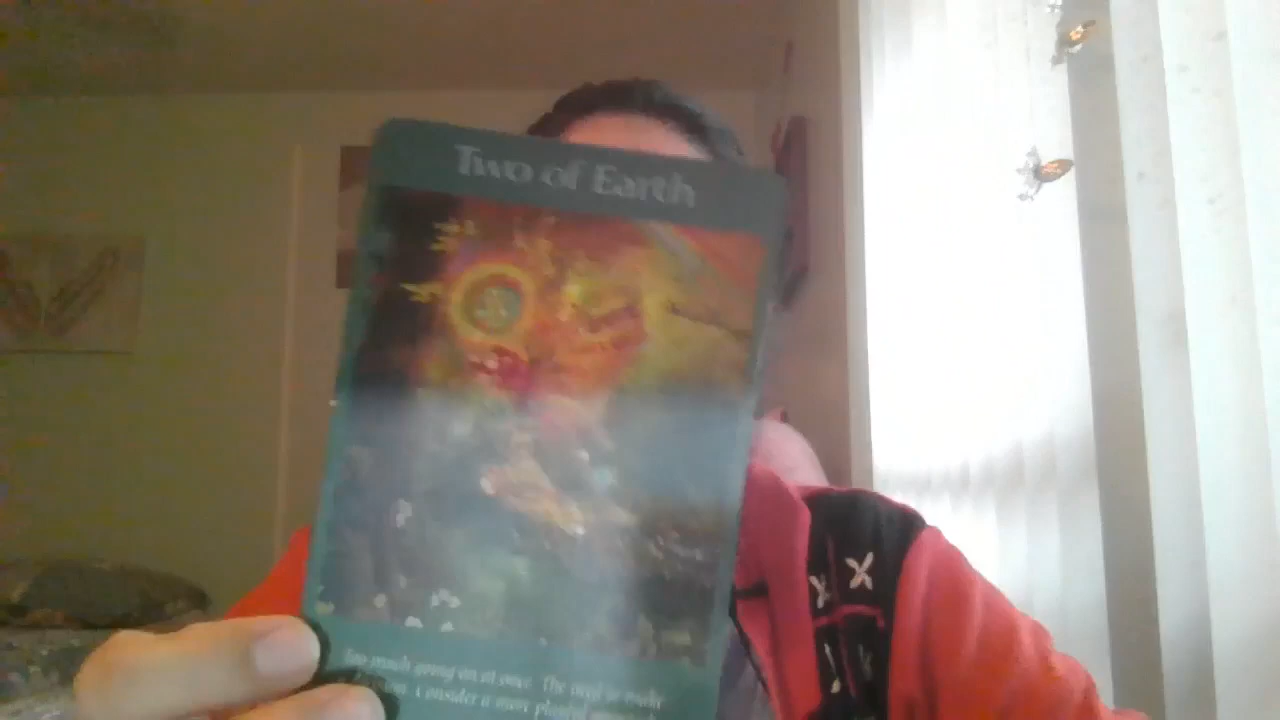 Two of Earth
Too much going on at once. The need to make
Consider a more playful